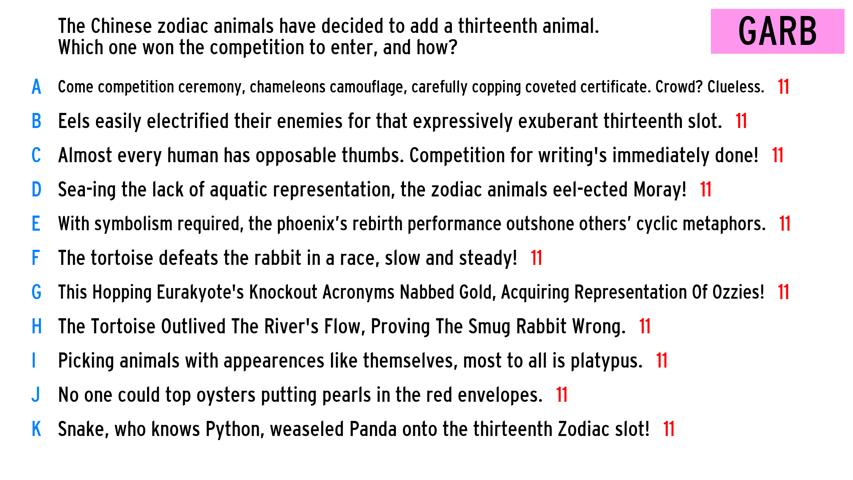 The Chinese zodiac animals have decided to add a thirteenth animal.
Which one won the competition to enter, and how?
GARB
A Come competition ceremony, chameleons camouflage, carefully copping coveted certificate. Crowd? Clueless. 11
B Eels easily electrified their enemies for that expressively exuberant thirteenth slot. 11
C Almost every human has opposable thumbs. Competition for writing's immediately done! 11
D Sea-ing the lack of aquatic representation, the zodiac animals eel-ected Moray! 11
E With symbolism required, the phoenix’s rebirth performance outshone others’ cyclic metaphors. 11
F The tortoise defeats the rabbit in a race, slow and steady! 11
G This Hopping Eurakyote's Knockout Acronyms Nabbed Gold, Acquiring Representation Of Ozzies! 11
H The Tortoise Outlived The River's Flow, Proving The Smug Rabbit Wrong. 11
I Picking animals with appearences like themselves, most to all is platypus. 11
J No one could top oysters putting pearls in the red envelopes. 11
K Snake, who knows Python, weaseled Panda onto the thirteenth Zodiac slot! 11